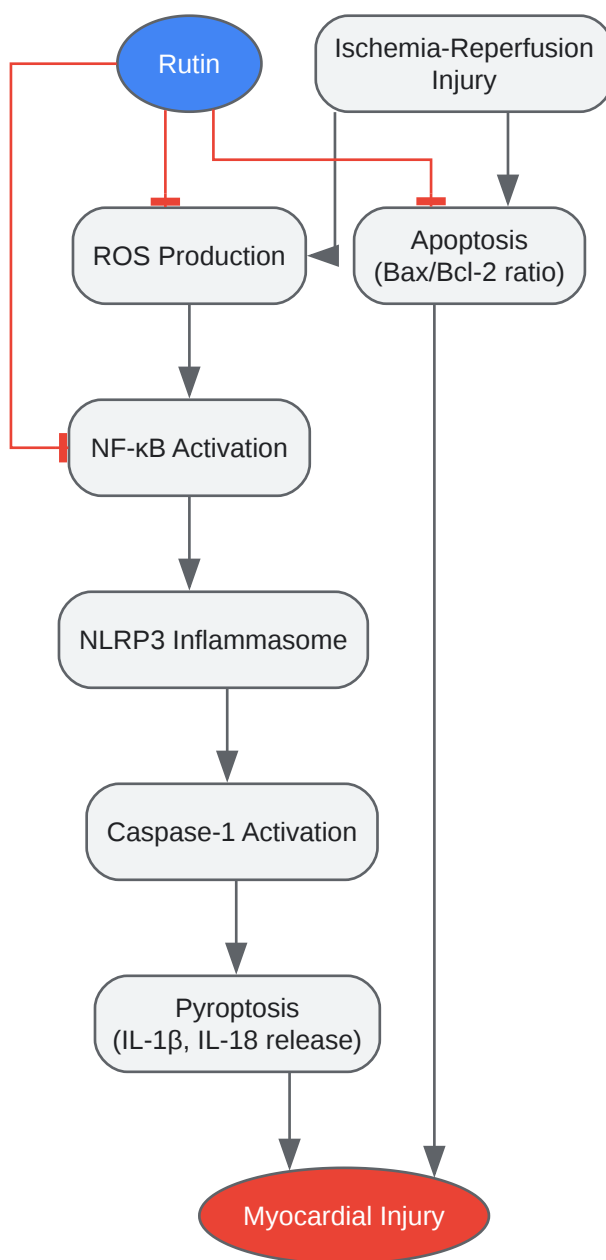 Rutin
Ischemia-Reperfusion
Injury
ROS Production
Apoptosis
(Bax/Bcl-2 ratio)
NF-κB Activation
NLRP3 Inflammasome
Caspase-1 Activation
Pyroptosis
(IL-1β, IL-18 release)
Myocardial Injury